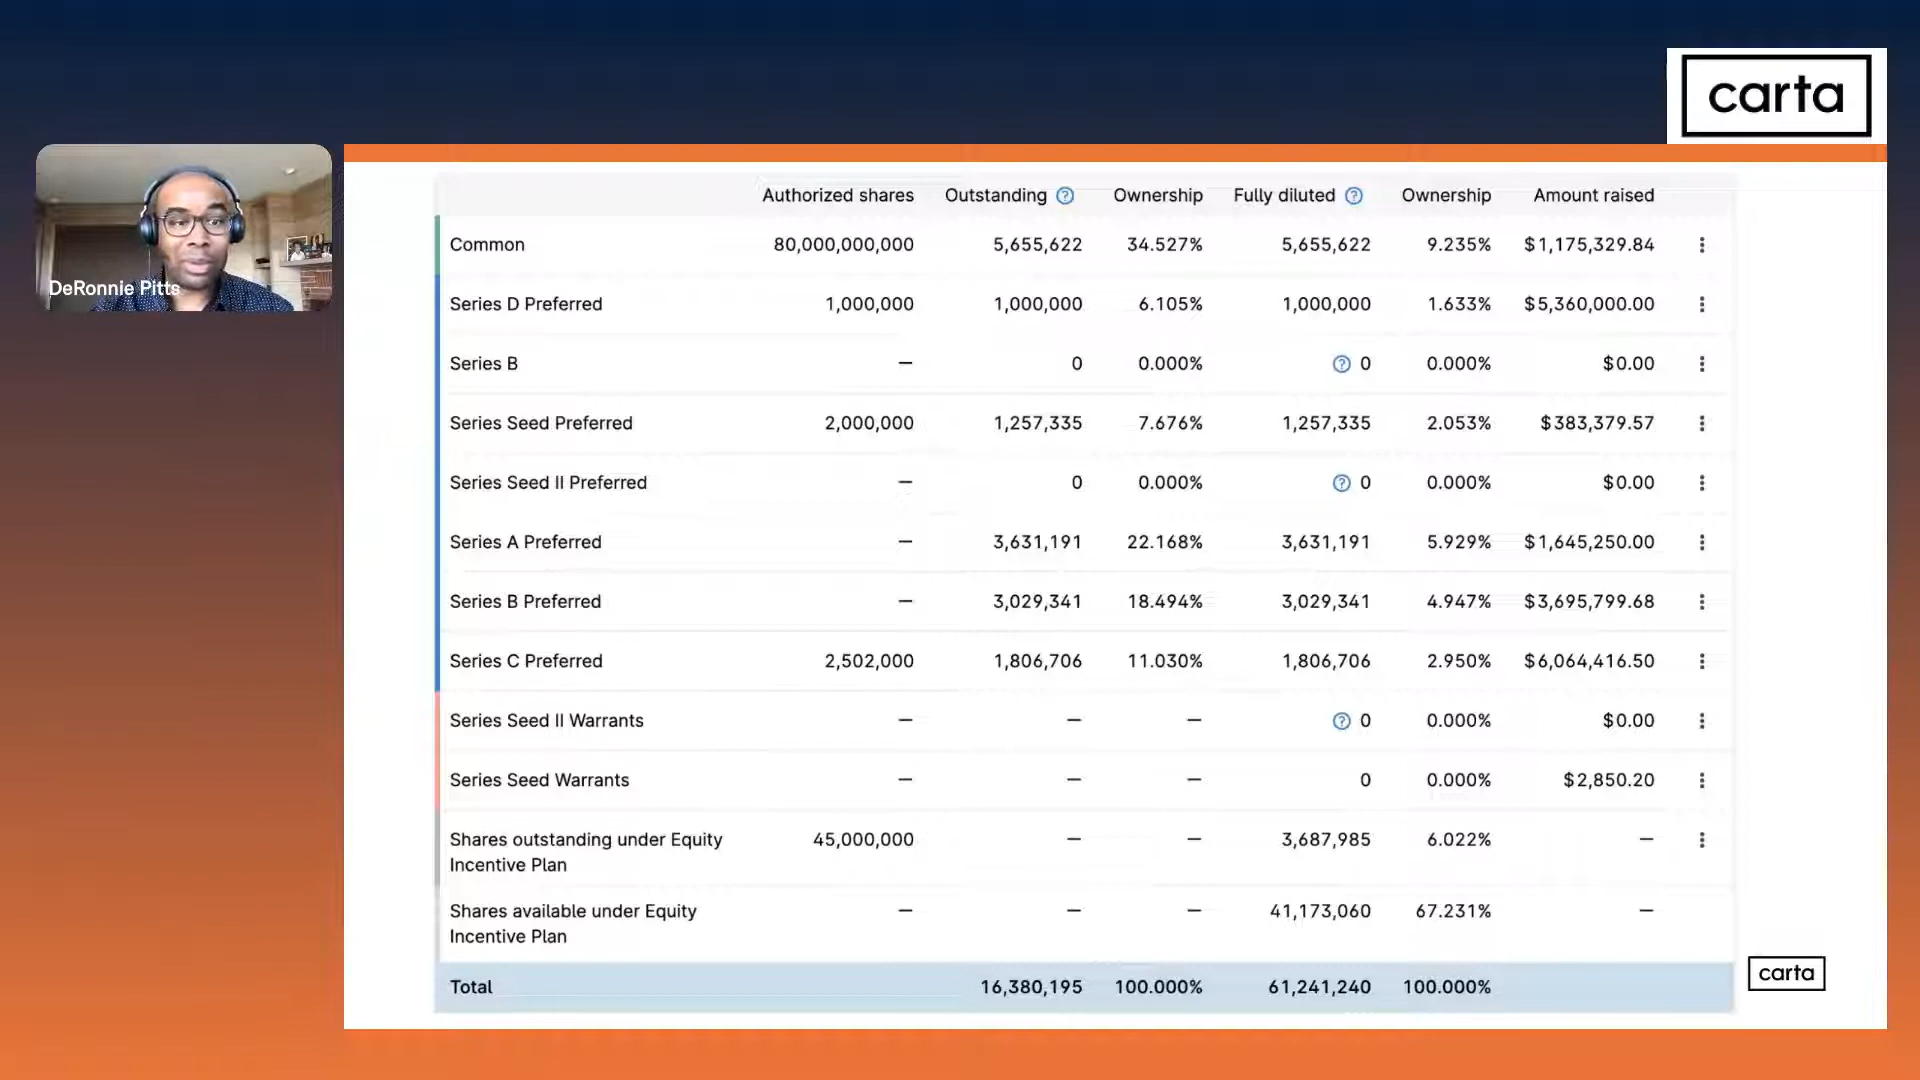 carta
DeRonnie Pitts
Authorized shares Outstanding ? Ownership Fully diluted ? Ownership Amount raised
Common 80,000,000,000 5,655,622 34.527% 5,655,622 9.235% $1,175,329.84
Series D Preferred 1,000,000 1,000,000 6.105% 1,000,000 1.633% $5,360,000.00
Series B — 0 0.000% ? 0 0.000% $0.00
Series Seed Preferred 2,000,000 1,257,335 7.676% 1,257,335 2.053% $383,379.57
Series Seed II Preferred — 0 0.000% ? 0 0.000% $0.00
Series A Preferred — 3,631,191 22.168% 3,631,191 5.929% $1,645,250.00
Series B Preferred — 3,029,341 18.494% 3,029,341 4.947% $3,695,799.68
Series C Preferred 2,502,000 1,806,706 11.030% 1,806,706 2.950% $6,064,416.50
Series Seed II Warrants — — — ? 0 0.000% $0.00
Series Seed Warrants — — — 0 0.000% $2,850.20
Shares outstanding under Equity 45,000,000 — — 3,687,985 6.022% —
Incentive Plan
Shares available under Equity — — — 41,173,060 67.231% —
Incentive Plan
Total 16,380,195 100.000% 61,241,240 100.000%
carta